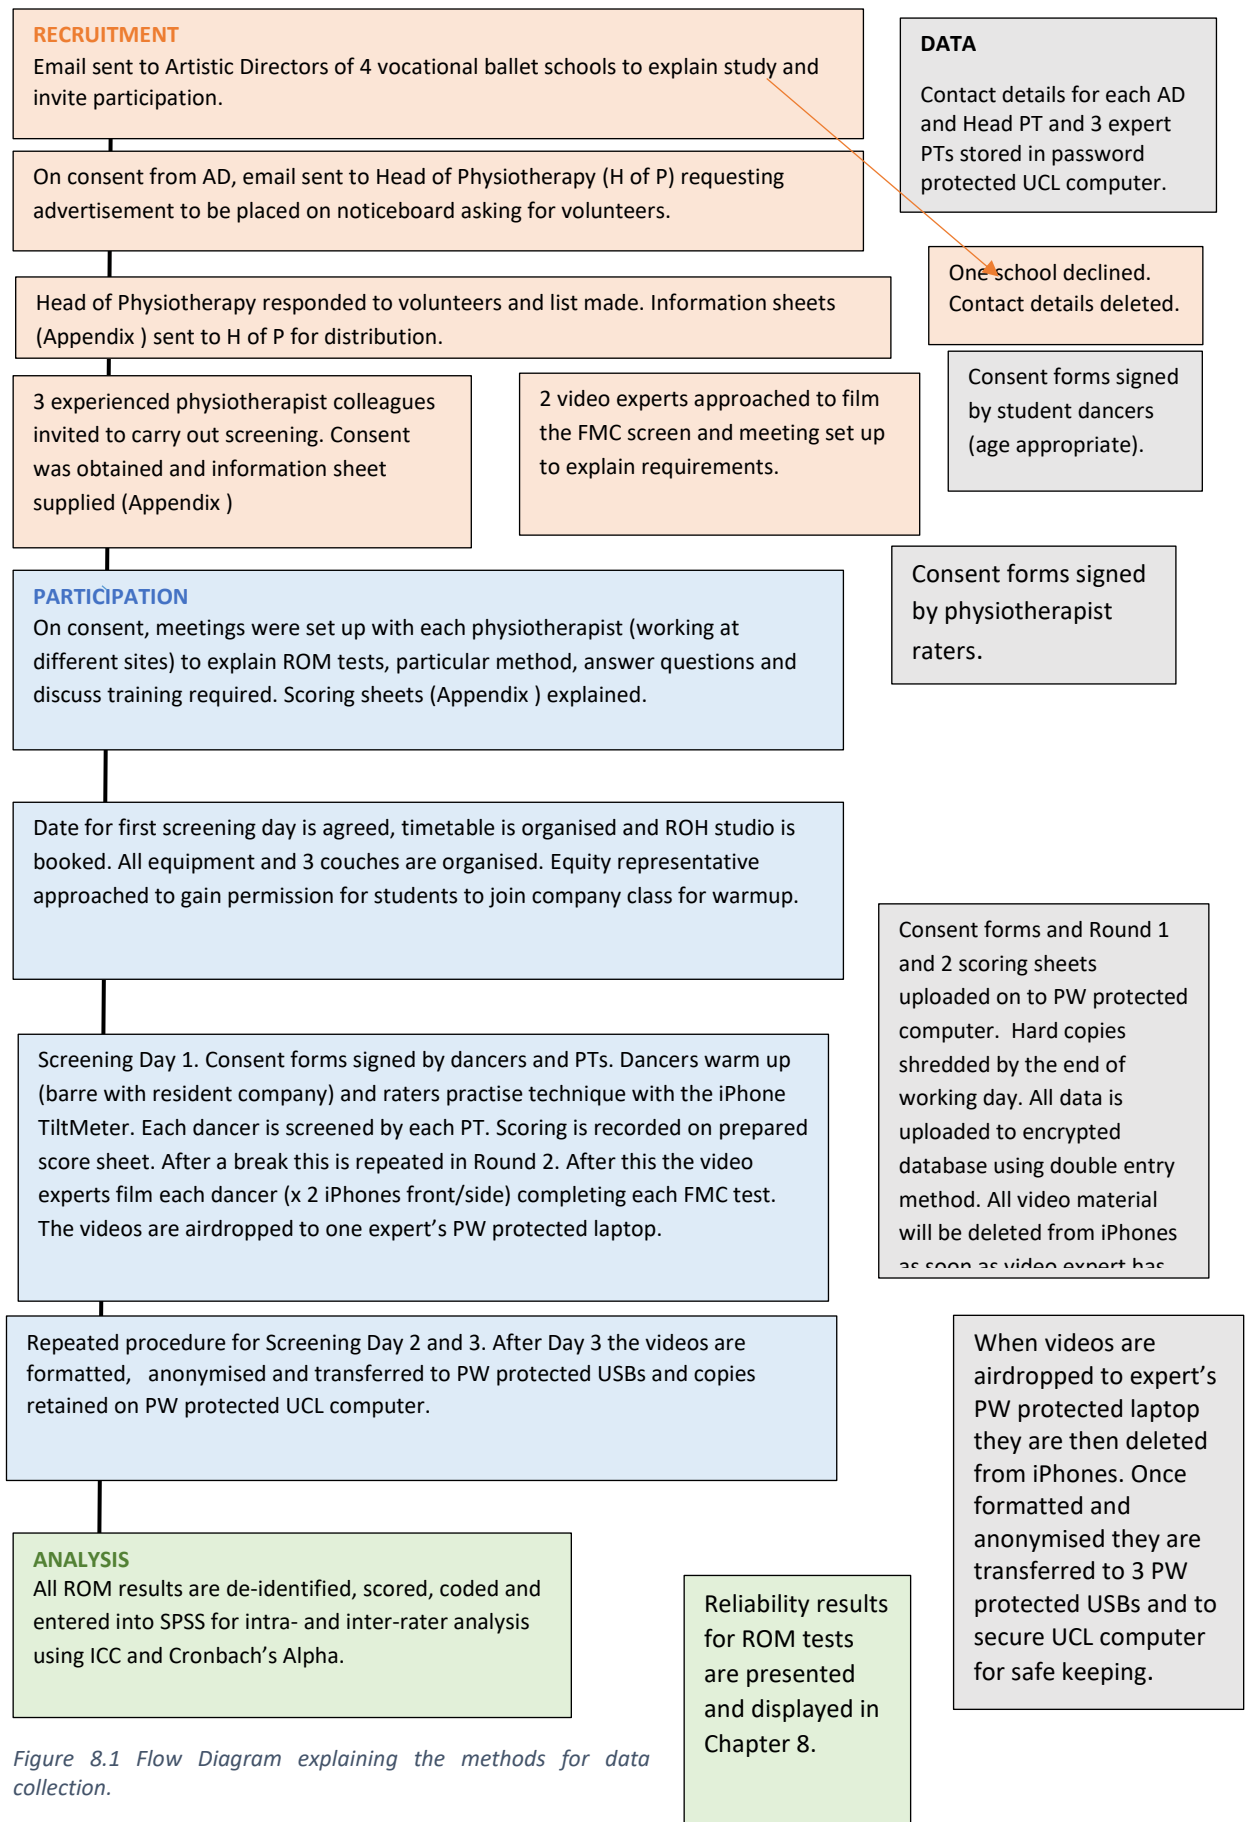 RECRUITMENT
Email sent to Artistic Directors of 4 vocational ballet schools to explain study and
invite participation.
DATA
Contact details for each AD
and Head PT and 3 expert
PTs stored in password
protected UCL computer.
On consent from AD, email sent to Head of Physiotherapy (H of P) requesting
advertisement to be placed on noticeboard asking for volunteers.
One school declined.
Contact details deleted.
Head of Physiotherapy responded to volunteers and list made. Information sheets
(Appendix ) sent to H of P for distribution.
Consent forms signed
by student dancers
(age appropriate).
3 experienced physiotherapist colleagues
invited to carry out screening. Consent
was obtained and information sheet
supplied (Appendix )
2 video experts approached to film
the FMC screen and meeting set up
to explain requirements.
Consent forms signed
by physiotherapist
raters.
PARTICIPATION
On consent, meetings were set up with each physiotherapist (working at
different sites) to explain ROM tests, particular method, answer questions and
discuss training required. Scoring sheets (Appendix ) explained.
Date for first screening day is agreed, timetable is organised and ROH studio is
booked. All equipment and 3 couches are organised. Equity representative
approached to gain permission for students to join company class for warmup.
Consent forms and Round 1
and 2 scoring sheets
uploaded on to PW protected
computer.  Hard copies
shredded by the end of
working day. All data is
uploaded to encrypted
database using double entry
method. All video material
will be deleted from iPhones
as soon as video expert has
Screening Day 1. Consent forms signed by dancers and PTs. Dancers warm up
(barre with resident company) and raters practise technique with the iPhone
TiltMeter. Each dancer is screened by each PT. Scoring is recorded on prepared
score sheet. After a break this is repeated in Round 2. After this the video
experts film each dancer (x 2 iPhones front/side) completing each FMC test.
The videos are airdropped to one expert's PW protected laptop.
Repeated procedure for Screening Day 2 and 3. After Day 3 the videos are
formatted,   anonymised and transferred to PW protected USBs and copies
retained on PW protected UCL computer.
When videos are
airdropped to expert's
PW protected laptop
they are then deleted
from iPhones. Once
formatted and
anonymised they are
transferred to 3 PW
protected USBs and to
secure UCL computer
for safe keeping.
ANALYSIS
All ROM results are de-identified, scored, coded and
entered into SPSS for intra- and inter-rater analysis
using ICC and Cronbach's Alpha.
Reliability results
for ROM tests
are presented
and displayed in
Chapter 8.
Figure 8.1 Flow Diagram explaining the methods for data
collection.